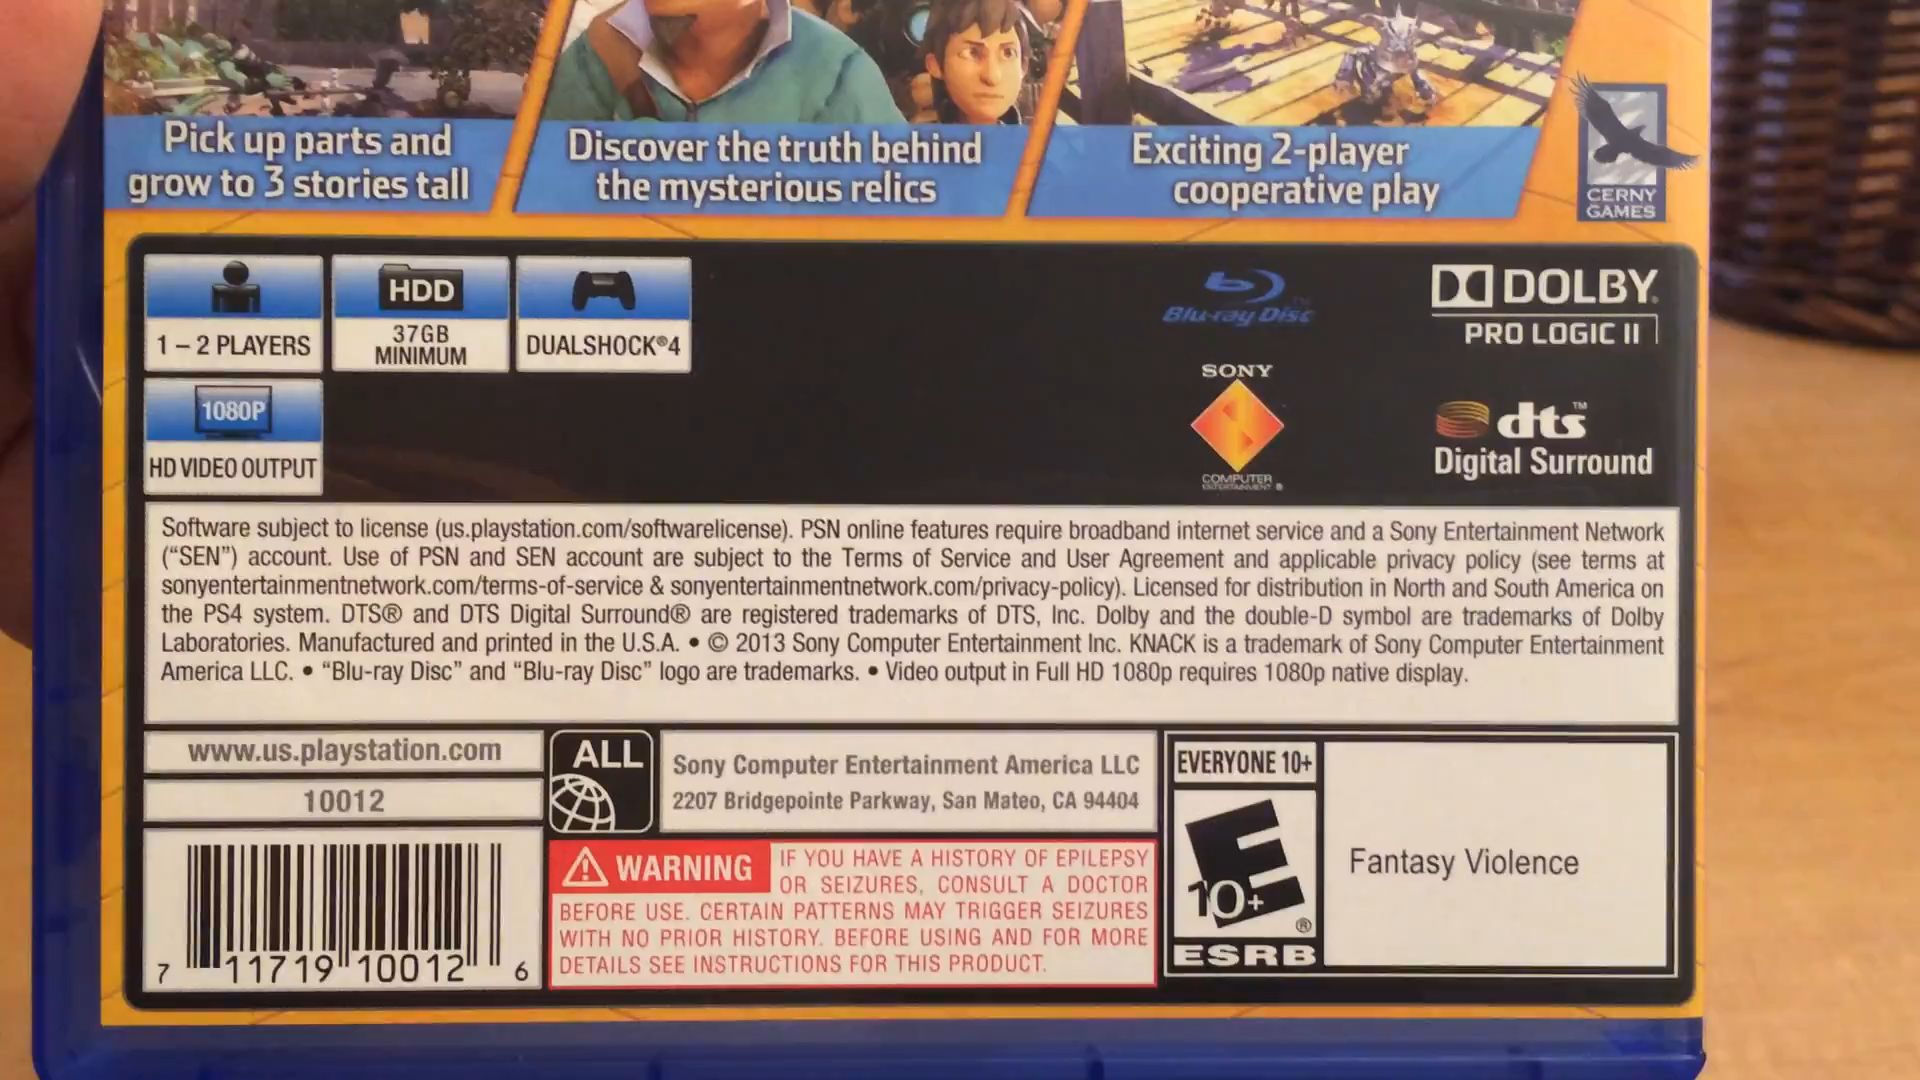 Pick up parts and
grow to 3 stories tall
Discover the truth behind
the mysterious relics
Exciting 2-player
cooperative play
CERNY
GAMES
1 – 2 PLAYERS
HDD
37GB
MINIMUM
DUALSHOCK®4
1080P
HD VIDEO OUTPUT
Blu-ray Disc™
DOLBY®
PRO LOGIC II
SONY
COMPUTER
ENTERTAINMENT®
dts™
Digital Surround
Software subject to license (us.playstation.com/softwarelicense). PSN online features require broadband internet service and a Sony Entertainment Network
(“SEN”) account. Use of PSN and SEN account are subject to the Terms of Service and User Agreement and applicable privacy policy (see terms at
sonyentertainmentnetwork.com/terms-of-service & sonyentertainmentnetwork.com/privacy-policy). Licensed for distribution in North and South America on
the PS4 system. DTS® and DTS Digital Surround® are registered trademarks of DTS, Inc. Dolby and the double-D symbol are trademarks of Dolby
Laboratories. Manufactured and printed in the U.S.A. • © 2013 Sony Computer Entertainment Inc. KNACK is a trademark of Sony Computer Entertainment
America LLC. • “Blu-ray Disc” and “Blu-ray Disc” logo are trademarks. • Video output in Full HD 1080p requires 1080p native display.
www.us.playstation.com
10012
7 11719 10012 6
ALL
Sony Computer Entertainment America LLC
2207 Bridgepointe Parkway, San Mateo, CA 94404
WARNING
IF YOU HAVE A HISTORY OF EPILEPSY
OR SEIZURES, CONSULT A DOCTOR
BEFORE USE. CERTAIN PATTERNS MAY TRIGGER SEIZURES
WITH NO PRIOR HISTORY. BEFORE USING AND FOR MORE
DETAILS SEE INSTRUCTIONS FOR THIS PRODUCT.
EVERYONE 10+
E
10+
®
ESRB
Fantasy Violence